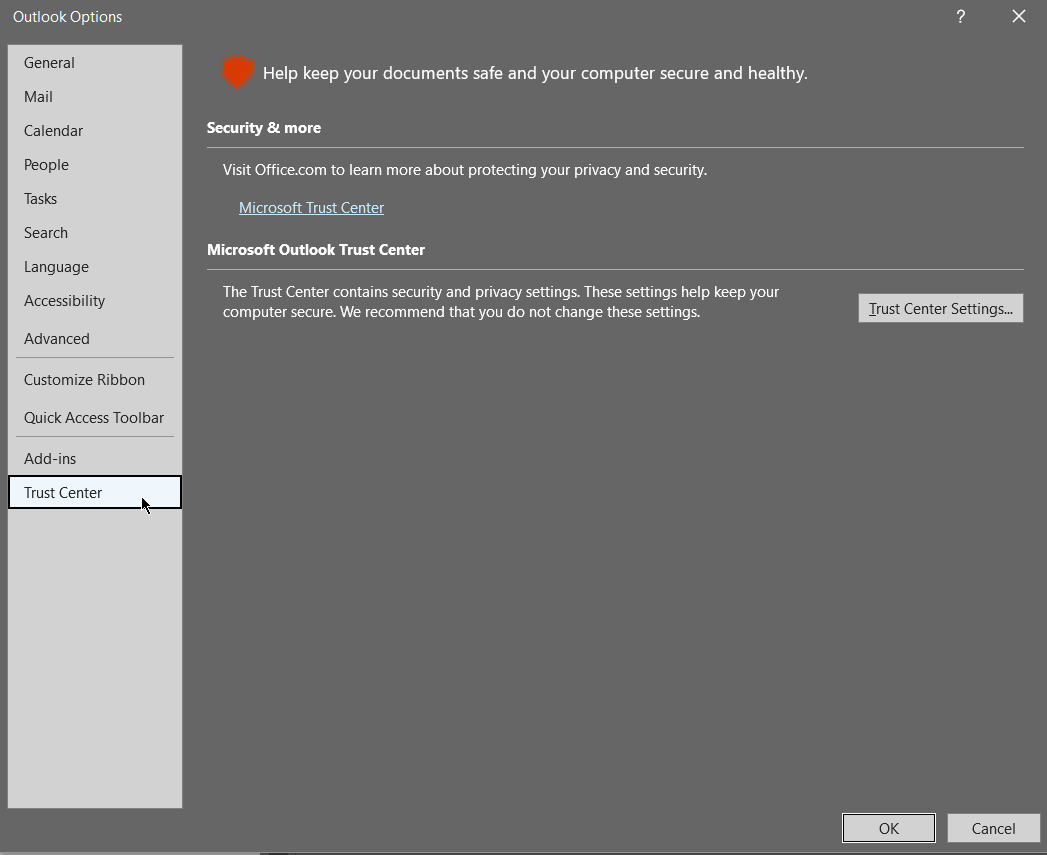 Outlook Options
?
General
Mail
Calendar
People
Tasks
Search
Language
Accessibility
Advanced
Customize Ribbon
Quick Access Toolbar
Add-ins
Trust Center
Help keep your documents safe and your computer secure and healthy.
Security & more
Visit Office.com to learn more about protecting your privacy and security.
Microsoft Trust Center
Microsoft Outlook Trust Center
The Trust Center contains security and privacy settings. These settings help keep your
computer secure. We recommend that you do not change these settings.
Trust Center Settings...
OK
Cancel